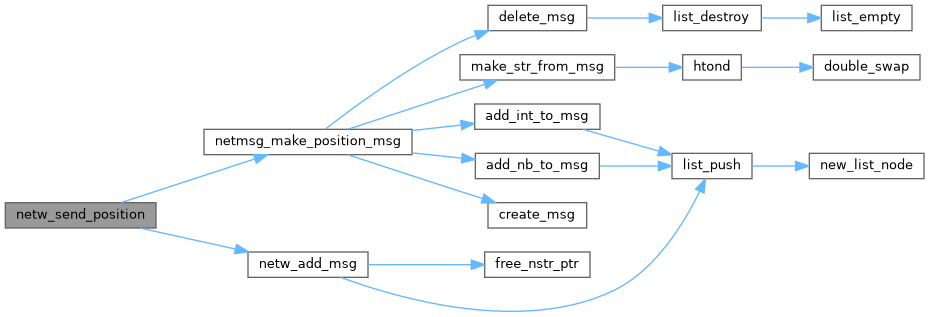 delete_msg
list_destroy
list_empty
make_str_from_msg
htond
double_swap
add_int_to_msg
netmsg_make_position_msg
add_nb_to_msg
list_push
new_list_node
netw_send_position
create_msg
netw_add_msg
free_nstr_ptr